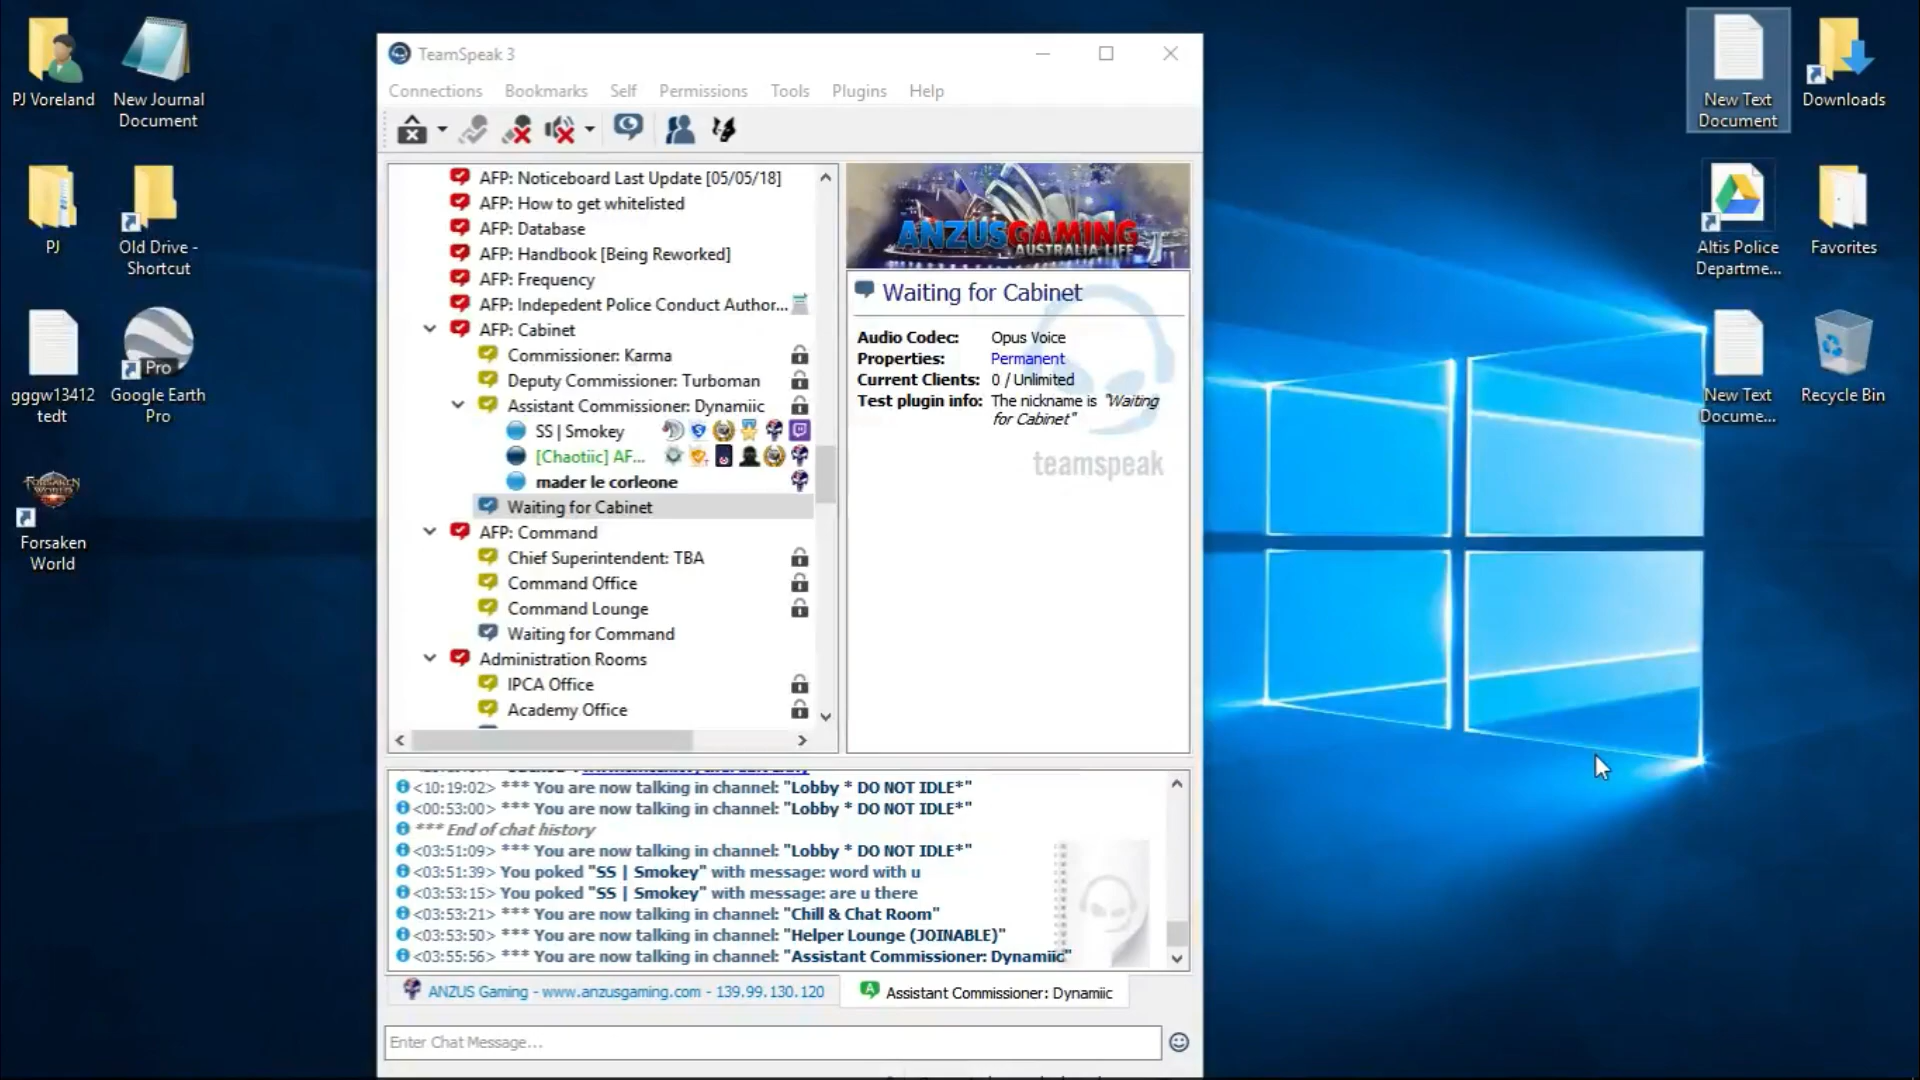 PJ Voreland
New Journal
Document
PJ
Old Drive -
Shortcut
gggw13412
tedt
Pro
Google Earth
Pro
FORSAKEN
WORLD
Forsaken
World
TeamSpeak 3
Connections Bookmarks Self Permissions Tools Plugins Help
AFP: Noticeboard Last Update [05/05/18]
AFP: How to get whitelisted
AFP: Database
AFP: Handbook [Being Reworked]
AFP: Frequency
AFP: Indepedent Police Conduct Author...
AFP: Cabinet
Commissioner: Karma
Deputy Commissioner: Turboman
Assistant Commissioner: Dynamiic
SS | Smokey
[Chaotiic] AF...
mader le corleone
Waiting for Cabinet
AFP: Command
Chief Superintendent: TBA
Command Office
Command Lounge
Waiting for Command
Administration Rooms
IPCA Office
Academy Office
ANZUSGAMING
AUSTRALIA LIFE
Waiting for Cabinet
Audio Codec: Opus Voice
Properties: Permanent
Current Clients: 0 / Unlimited
Test plugin info: The nickname is "Waiting
for Cabinet"
teamspeak
<10:19:02> *** You are now talking in channel: "Lobby * DO NOT IDLE*"
<00:53:00> *** You are now talking in channel: "Lobby * DO NOT IDLE*"
*** End of chat history
<03:51:09> *** You are now talking in channel: "Lobby * DO NOT IDLE*"
<03:51:39> You poked "SS | Smokey" with message: word with u
<03:53:15> You poked "SS | Smokey" with message: are u there
<03:53:21> *** You are now talking in channel: "Chill & Chat Room"
<03:53:50> *** You are now talking in channel: "Helper Lounge (JOINABLE)"
<03:55:56> *** You are now talking in channel: "Assistant Commissioner: Dynamiic"
ANZUS Gaming - www.anzusgaming.com - 139.99.130.120
Assistant Commissioner: Dynamiic
Enter Chat Message...
New Text
Document
Downloads
Altis Police
Departme...
Favorites
New Text
Docume...
Recycle Bin